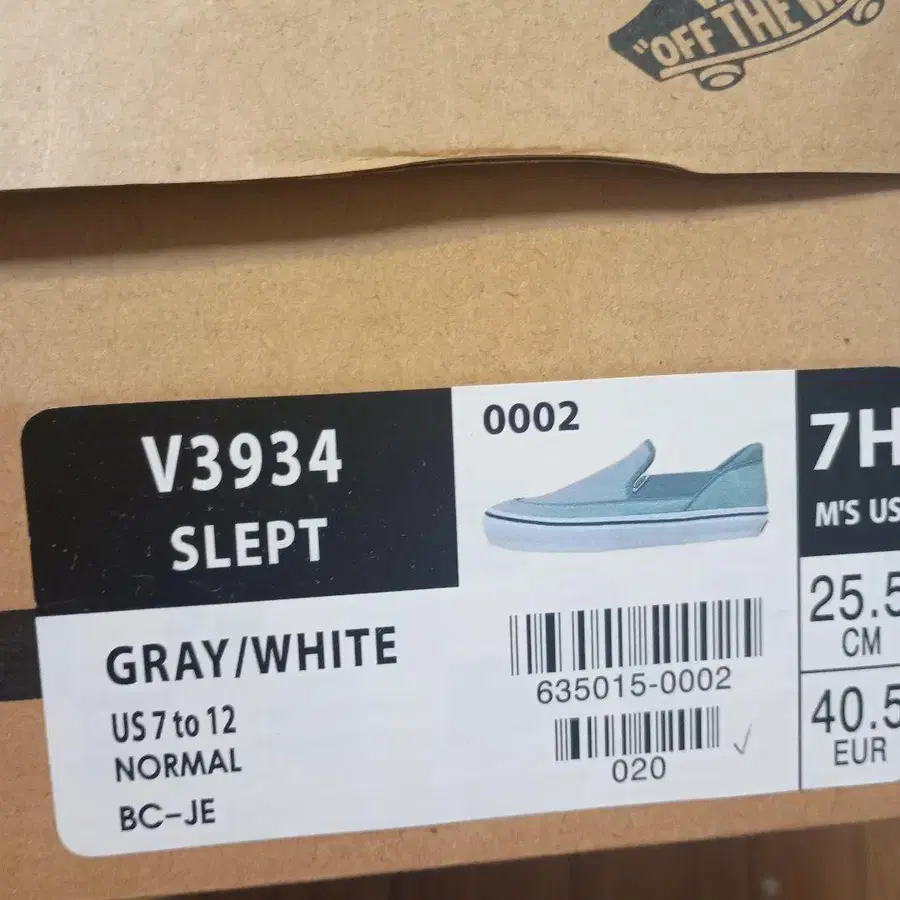 "OFF THE
V3934
SLEPT
GRAY/WHITE
US 7 to 12
NORMAL
BC-JE
0002
635015-0002
020
7H
M'S US
25.5
CM
40.5
EUR